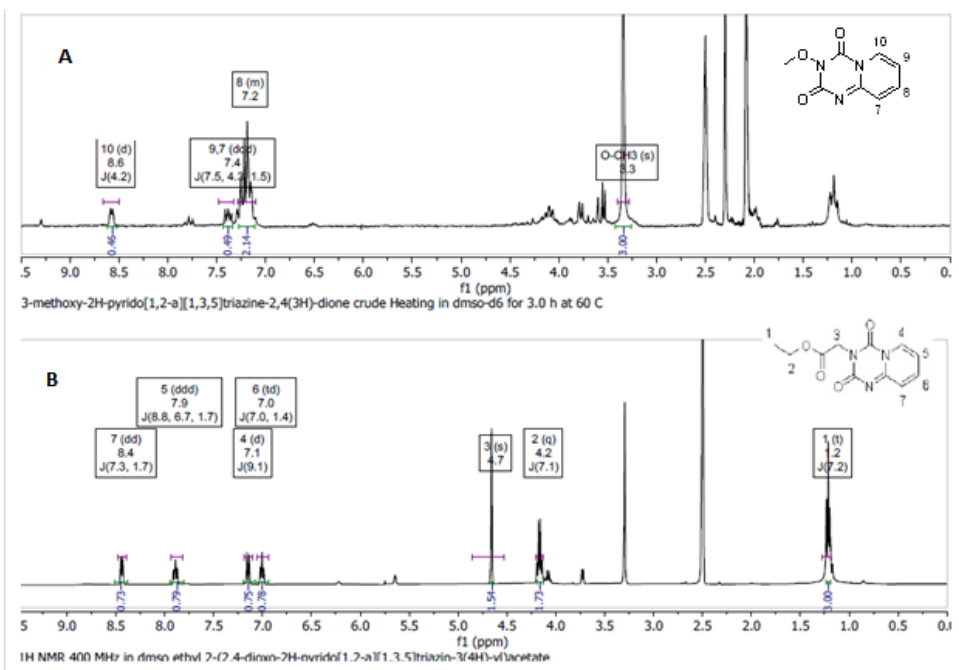 A
8 (m)
7.2
10 (d)
8.6
J(4.2)
9,7 (ddd)
7.4
J(7.5, 4.2, 1.5)
O-CH3 (s)
3.3
O
O
N
N
O
N
10
9
8
7
0.46
0.49
2.14
3.00
.5 9.0 8.5 8.0 7.5 7.0 6.5 6.0 5.5 5.0 4.5 4.0 3.5 3.0 2.5 2.0 1.5 1.0 0.5 0.
f1 (ppm)
3-methoxy-2H-pyrido[1,2-a][1,3,5]triazine-2,4(3H)-dione crude Heating in dmso-d6 for 3.0 h at 60 C
B
1
2
3
O
O
O
N
N
O
N
4
5
6
7
5 (ddd)
7.9
J(8.8, 6.7, 1.7)
6 (td)
7.0
J(7.0, 1.4)
7 (dd)
8.4
J(7.3, 1.7)
4 (d)
7.1
J(9.1)
3 (s)
4.7
2 (q)
4.2
J(7.1)
1 (t)
1.2
J(7.2)
0.73
0.79
0.75
0.78
1.54
1.73
3.00
.5 9.0 8.5 8.0 7.5 7.0 6.5 6.0 5.5 5.0 4.5 4.0 3.5 3.0 2.5 2.0 1.5 1.0 0.5 0.
f1 (ppm)
1H NMR 400 MHz in dmso ethyl 2-(2,4-dioxo-2H-pyrido[1,2-a][1,3,5]triazin-3(4H)-yl)acetate